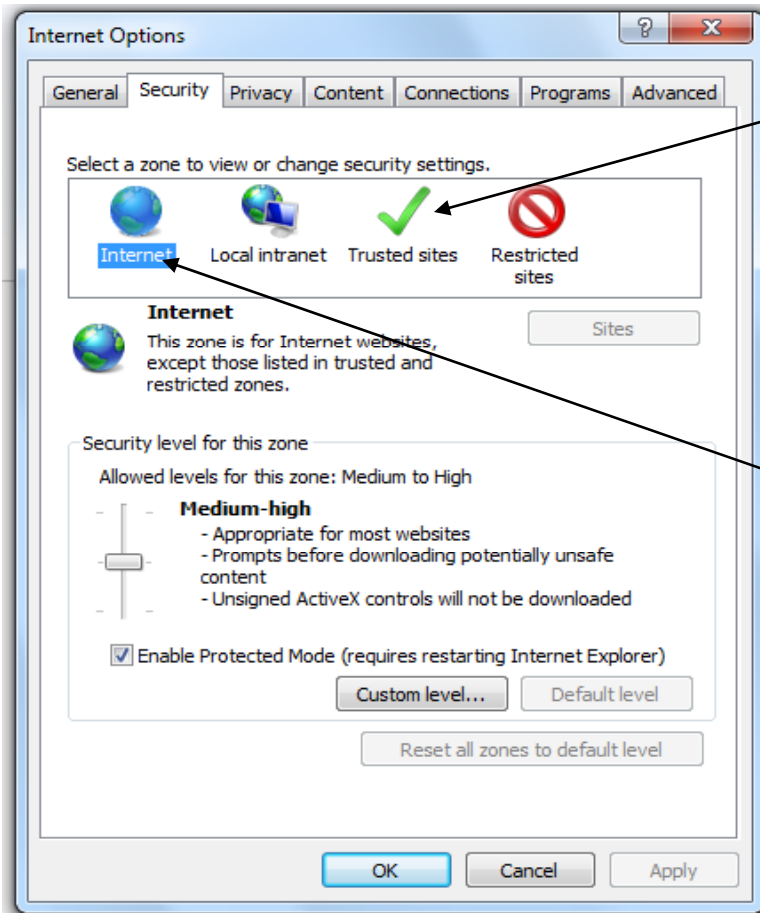 Internet Options
?
X
General Security Privacy Content Connections Programs Advanced
Select a zone to view or change security settings.
Internet Local intranet Trusted sites Restricted
sites
Internet
Sites
This zone is for Internet websites,
except those listed in trusted and
restricted zones.
Security level for this zone
Allowed levels for this zone: Medium to High
Medium-high
- Appropriate for most websites
- Prompts before downloading potentially unsafe
content
- Unsigned ActiveX controls will not be downloaded
Enable Protected Mode (requires restarting Internet Explorer)
Custom level... Default level
Reset all zones to default level
OK Cancel Apply